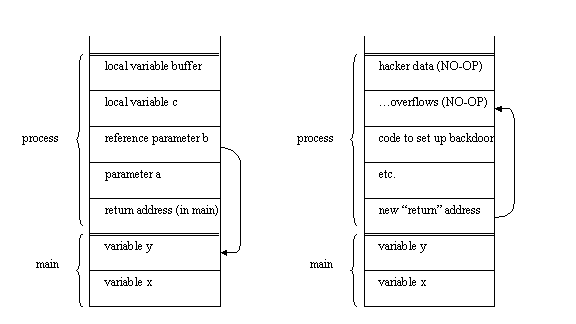 local variable buffer
local variable c
process
reference parameter b
parameter a
return address (in main)
variable y
main
variable x
hacker data (NO-OP)
…overflows (NO-OP)
process
code to set up backdoor
etc.
new “return” address
variable y
main
variable x